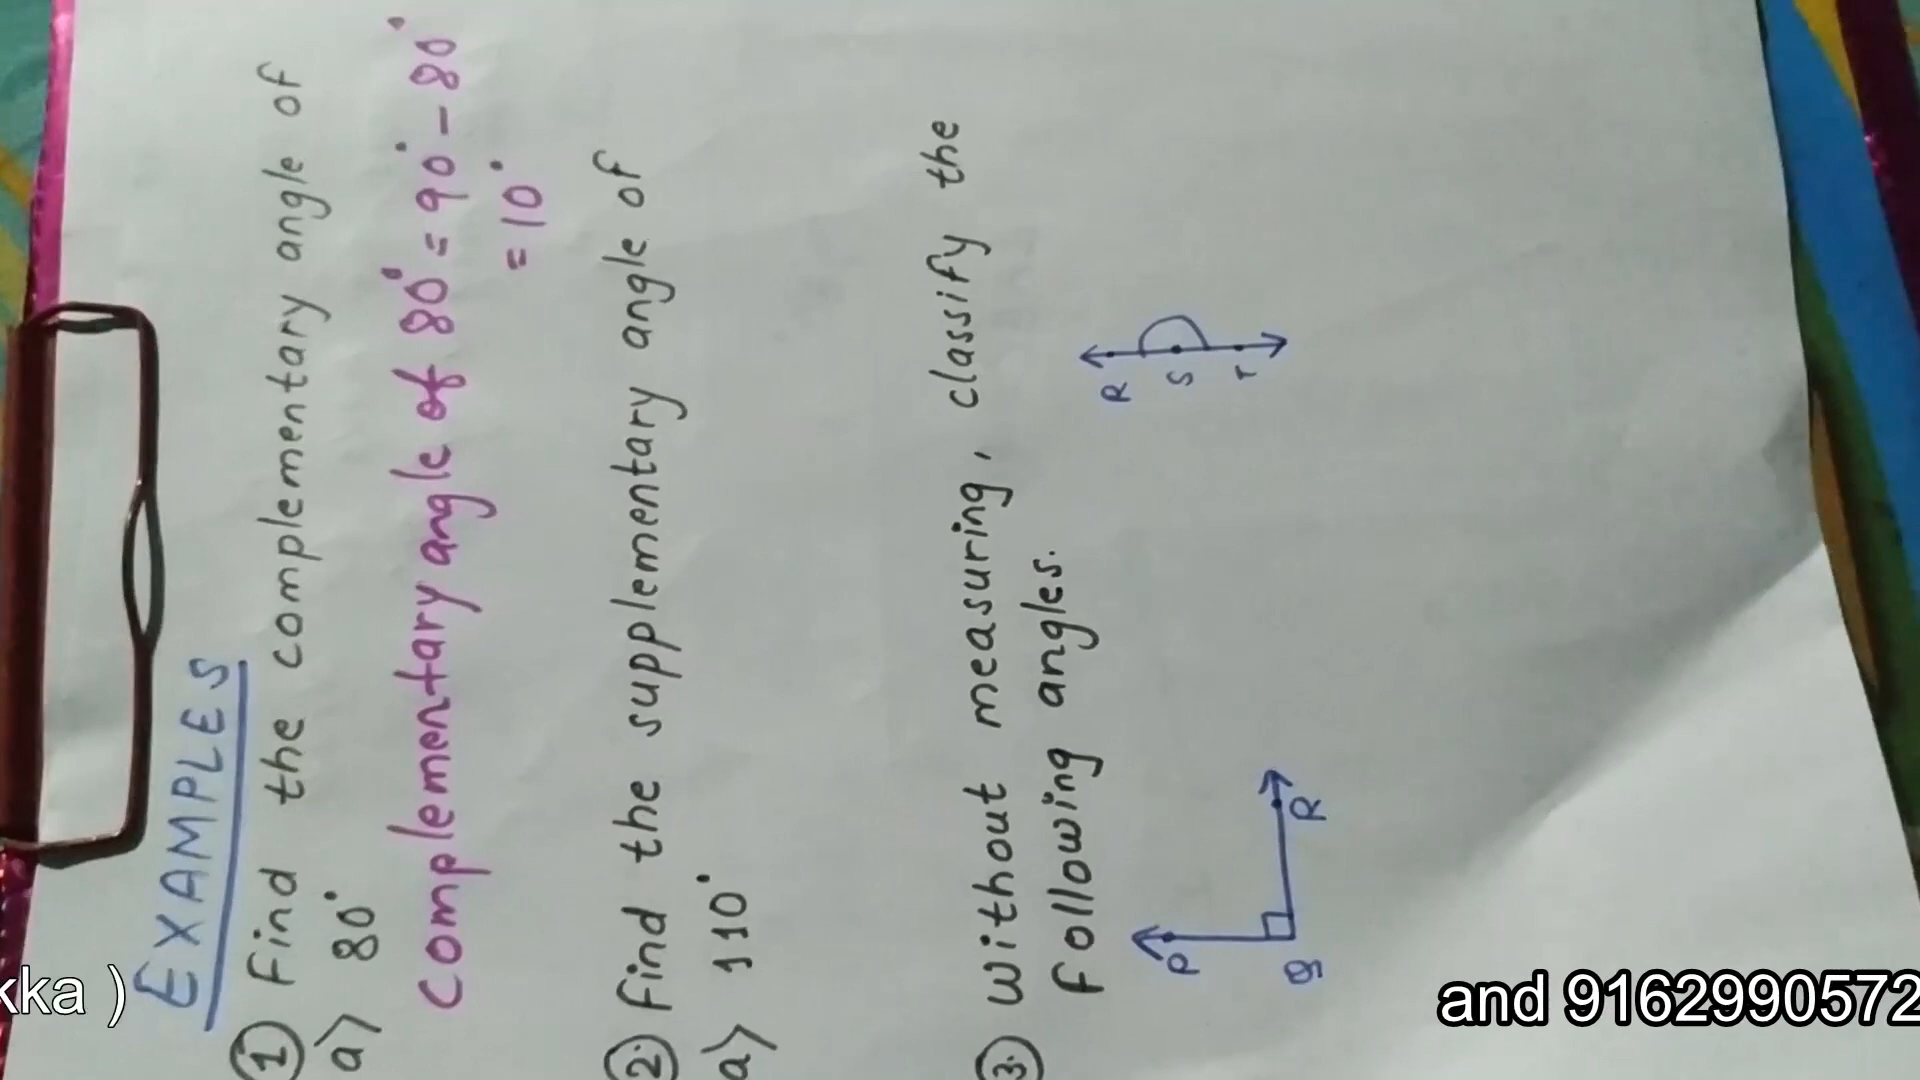 EXAMPLES
1 Find the complementary angle of
a) 80°
Complementary angle of 80° = 90° - 80°
= 10°
2. Find the supplementary angle of
a) 110°
3. Without measuring, classify the
following angles.
P
Q
R
R
S
T
kka )
and 9162990572